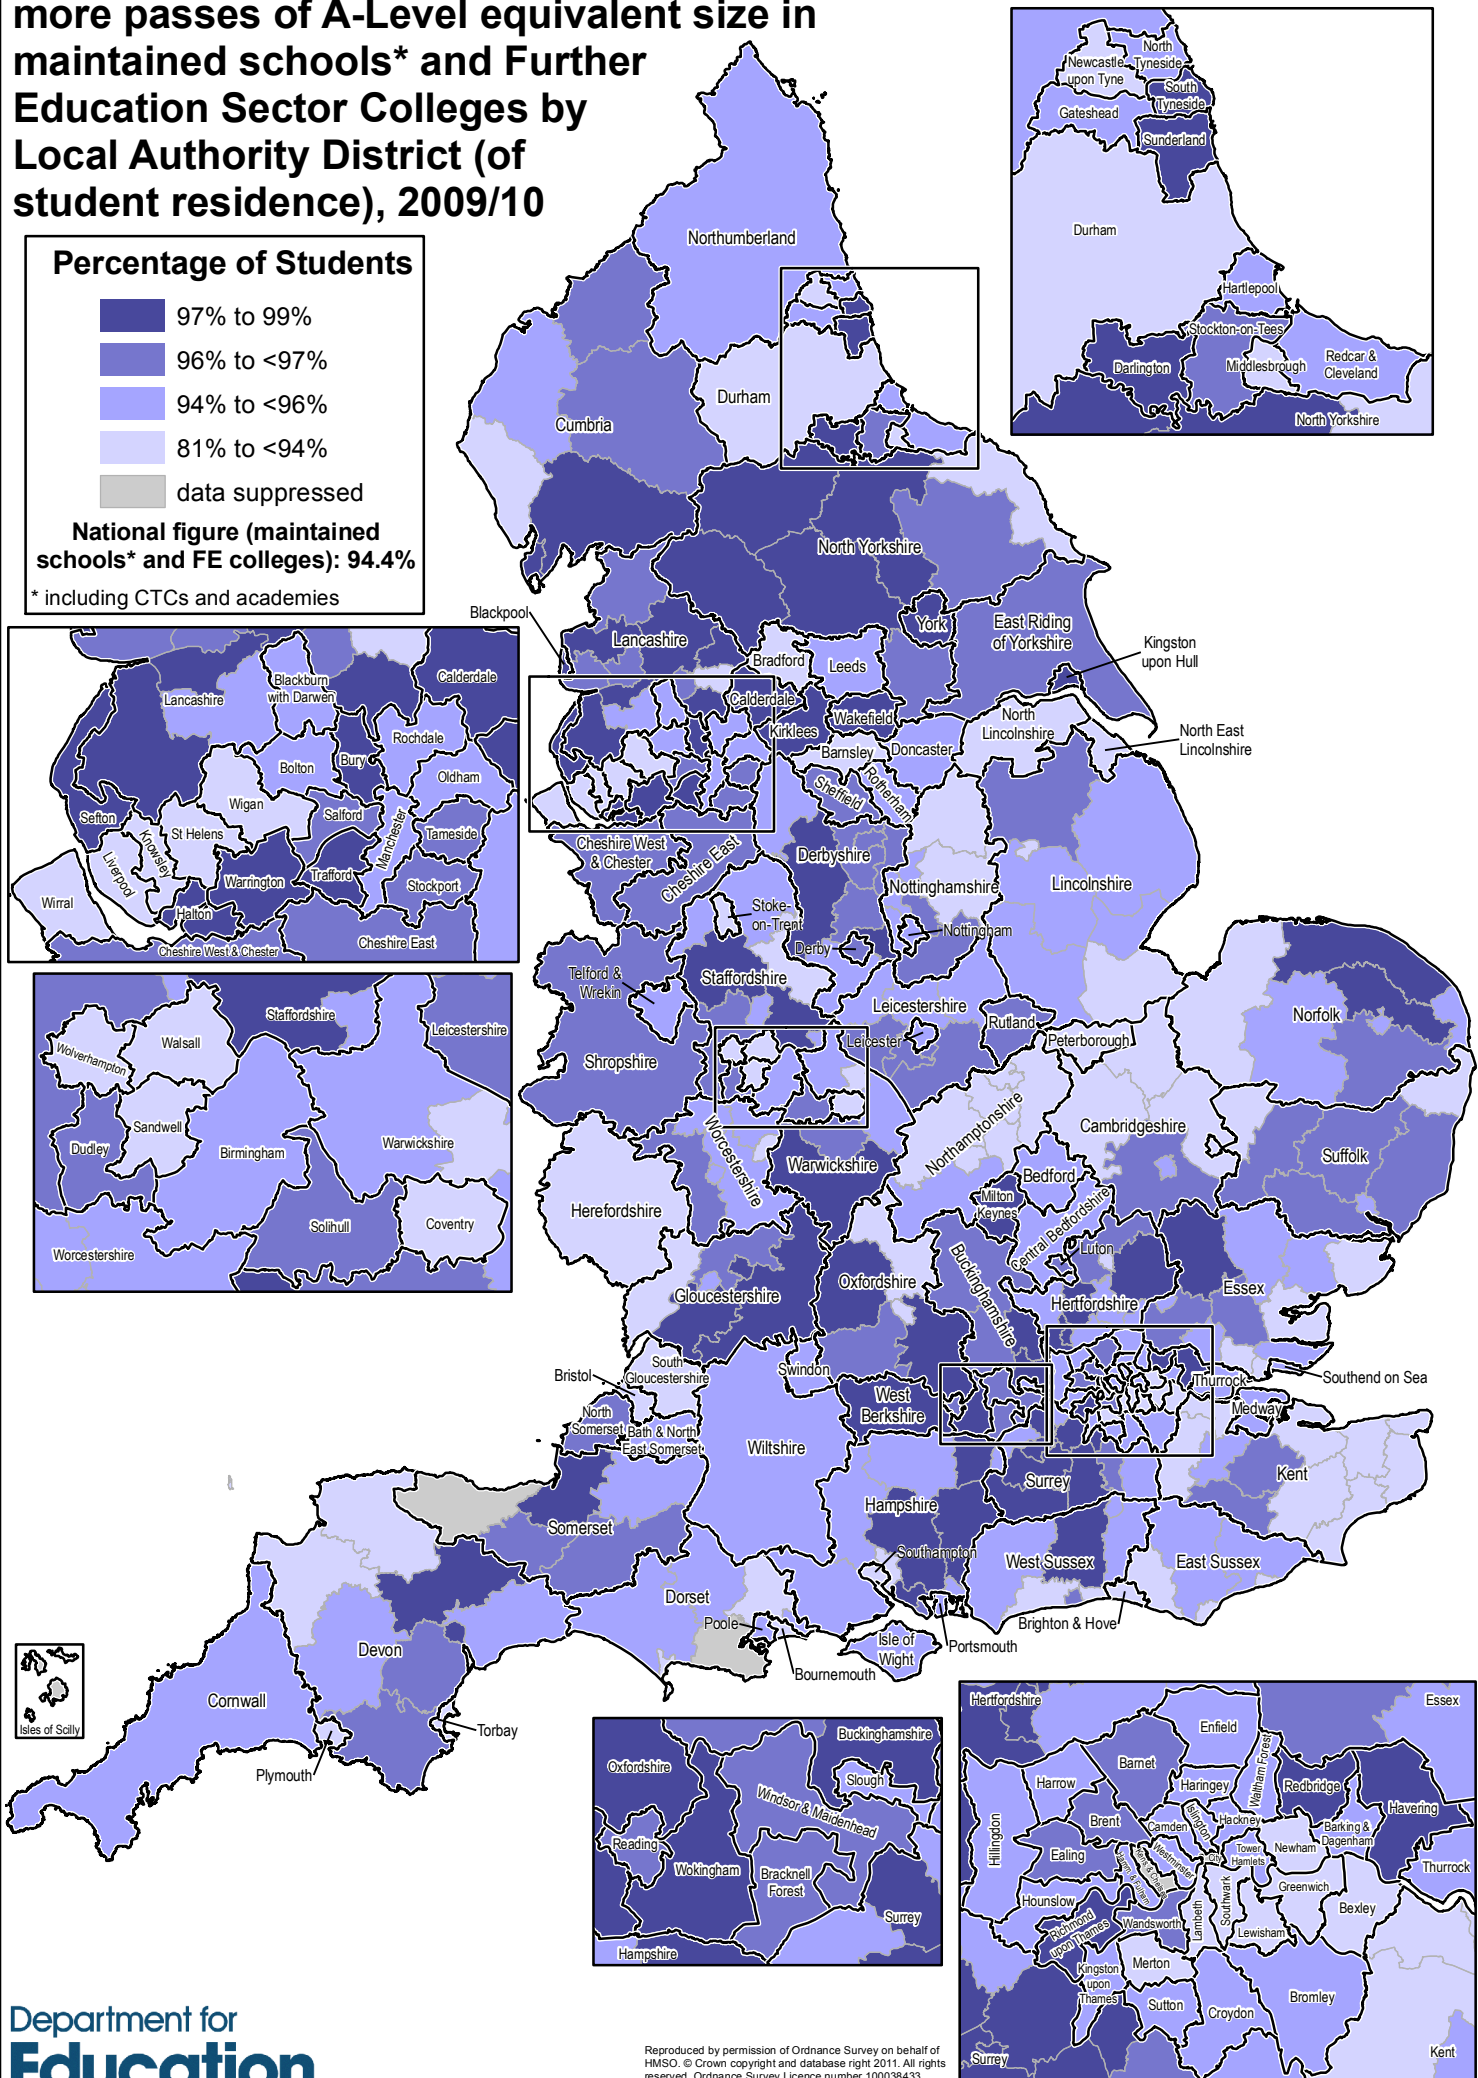 more passes of A-Level equivalent size in
maintained schools* and Further
Education Sector Colleges by
Local Authority District (of
student residence), 2009/10
Percentage of Students
97% to 99%
96% to <97%
94% to <96%
81% to <94%
data suppressed
National figure (maintained
schools* and FE colleges): 94.4%
* including CTCs and academies
North
Tyneside
Newcastle
upon Tyne
South
Tyneside
Gateshead
Sunderland
Durham
Hartlepool
Stockton-on-Tees
Darlington
Middlesbrough
Redcar &
Cleveland
North Yorkshire
Northumberland
Durham
Cumbria
North Yorkshire
Blackpool
Lancashire
York
East Riding
of Yorkshire
Kingston
upon Hull
Bradford
Leeds
Calderdale
Wakefield
Kirklees
North
Lincolnshire
North East
Lincolnshire
Barnsley
Doncaster
Sheffield
Rotherham
Cheshire West
& Chester
Cheshire East
Derbyshire
Nottinghamshire
Lincolnshire
Stoke-
on-Trent
Derby
Nottingham
Telford &
Wrekin
Staffordshire
Leicestershire
Rutland
Norfolk
Shropshire
Leicester
Peterborough
Worcestershire
Northamptonshire
Cambridgeshire
Suffolk
Warwickshire
Bedford
Herefordshire
Milton
Keynes
Central Bedfordshire
Luton
Buckinghamshire
Oxfordshire
Gloucestershire
Hertfordshire
Essex
South
Gloucestershire
Bristol
Swindon
Thurrock
Southend on Sea
West
Berkshire
Medway
North
Somerset
Bath & North
East Somerset
Wiltshire
Kent
Surrey
Hampshire
Somerset
Southampton
West Sussex
East Sussex
Dorset
Poole
Brighton & Hove
Portsmouth
Isle of
Wight
Bournemouth
Devon
Cornwall
Torbay
Plymouth
Isles of Scilly
Calderdale
Blackburn
with Darwen
Lancashire
Rochdale
Bury
Bolton
Oldham
Wigan
Sefton
Salford
St Helens
Knowsley
Manchester
Tameside
Liverpool
Trafford
Warrington
Stockport
Wirral
Halton
Cheshire West & Chester
Cheshire East
Staffordshire
Leicestershire
Walsall
Wolverhampton
Sandwell
Dudley
Birmingham
Warwickshire
Solihull
Coventry
Worcestershire
Buckinghamshire
Oxfordshire
Slough
Windsor & Maidenhead
Reading
Wokingham
Bracknell
Forest
Surrey
Hampshire
Hertfordshire
Essex
Enfield
Barnet
Waltham Forest
Harrow
Haringey
Redbridge
Havering
Hillingdon
Brent
Camden
Islington
Hackney
Barking &
Dagenham
Ealing
Westminster
City
Tower
Hamlets
Newham
Hamm. & Fulham
Kens & Chelsea
Thurrock
Hounslow
Greenwich
Southwark
Lambeth
Bexley
Richmond
upon Thames
Wandsworth
Lewisham
Kingston
upon
Thames
Merton
Sutton
Croydon
Bromley
Surrey
Kent
Department for
Education
Reproduced by permission of Ordnance Survey on behalf of
HMSO. © Crown copyright and database right 2011. All rights
reserved. Ordnance Survey Licence number 100038433